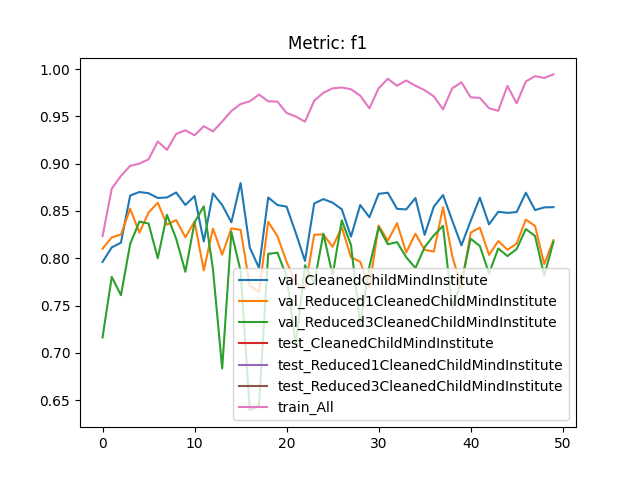 Metric: f1
1.00
0.95
0.90
0.85
0.80
0.75
0.70
0.65
val_CleanedChildMindInstitute
val_Reduced1CleanedChildMindInstitute
val_Reduced3CleanedChildMindInstitute
test_CleanedChildMindInstitute
test_Reduced1CleanedChildMindInstitute
test_Reduced3CleanedChildMindInstitute
train_All
0 10 20 30 40 50